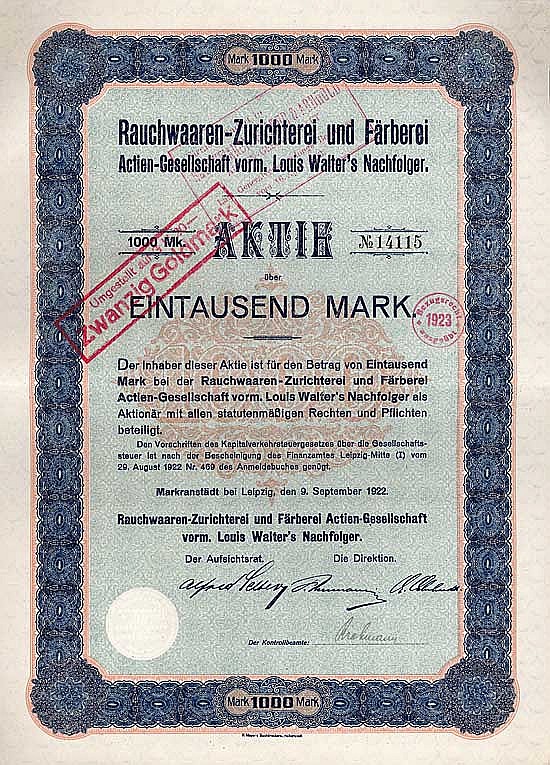 Mark 1000 Mark
Rauchwaaren-Zurichterei und Färberei
Actien-Gesellschaft vorm. Louis Walter's Nachfolger.
1000 Mk. AKTIE № 14115
über
EINTAUSEND MARK.
Umgestellt auf
Zwanzig Goldmark
Bezugsrecht
1923
Der Inhaber dieser Aktie ist für den Betrag von Eintausend
Mark bei der Rauchwaaren-Zurichterei und Färberei
Actien-Gesellschaft vorm. Louis Walter's Nachfolger als
Aktionär mit allen statutenmäßigen Rechten und Pflichten
beteiligt.
Den Vorschriften des Kapitalverkehrsteuergesetzes über die Gesellschafts-
steuer ist nach der Bescheinigung des Finanzamtes Leipzig-Mitte (I) vom
29. August 1922 Nr. 469 des Anmeldebuches genügt.
Markranstädt bei Leipzig, den 9. September 1922.
Rauchwaaren-Zurichterei und Färberei Actien-Gesellschaft
vorm. Louis Walter's Nachfolger.
Der Aufsichtsrat. Die Direktion.
Der Kontrollbeamte:
Mark 1000 Mark